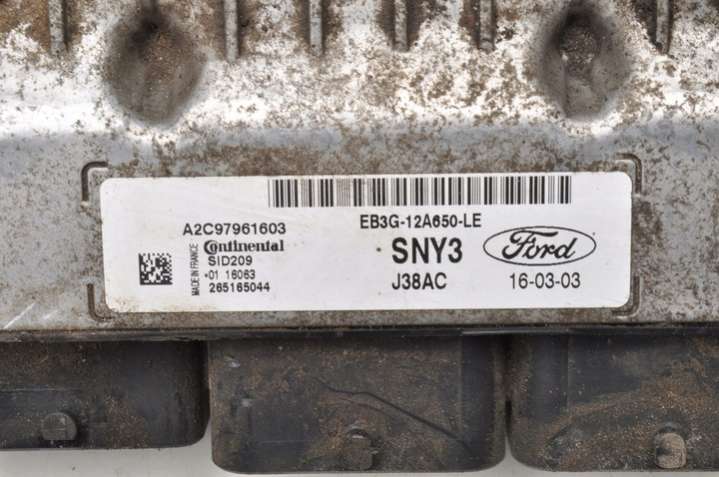 EB3G-12A650-LE
A2C97961603
Continental
SID209
MADE IN FRANCE
-01 16063
265165044
SNY3
J38AC
Ford
16-03-03